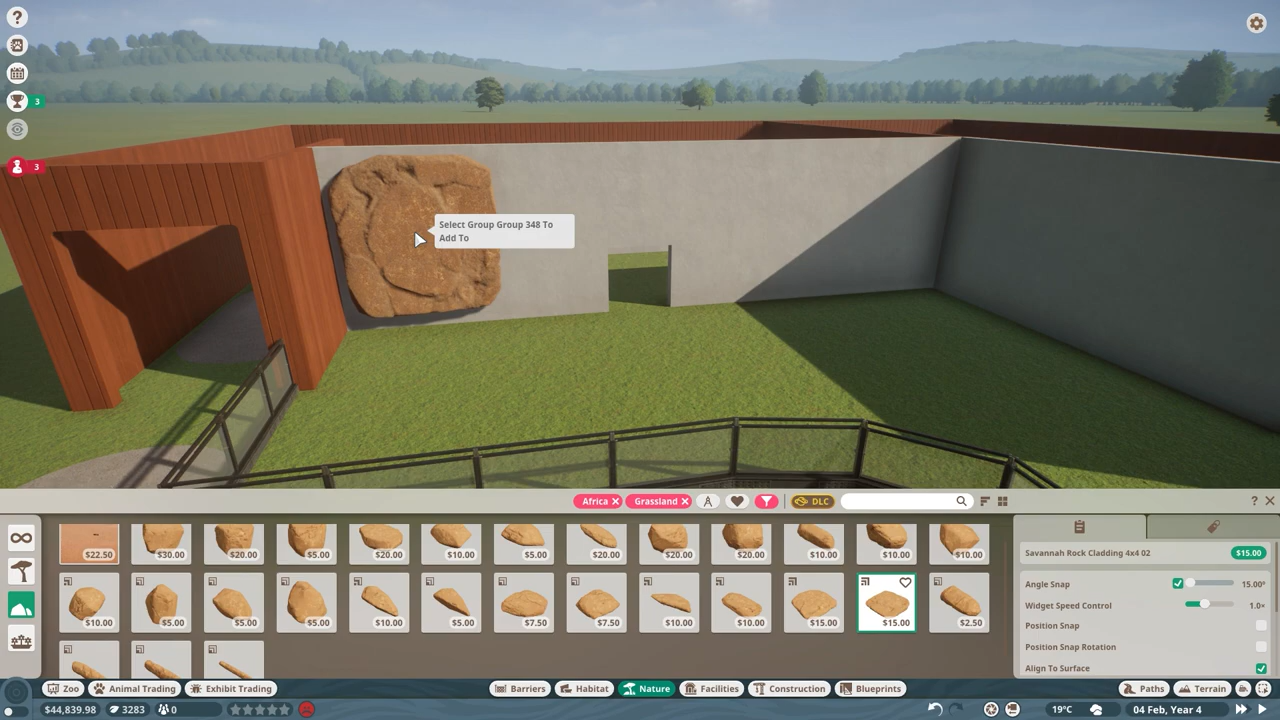 ?
3
3
Select Group Group 348 To
Add To
Africa ✕
Grassland ✕
DLC
? ✕
$22.50
$30.00
$20.00
$5.00
$20.00
$10.00
$5.00
$20.00
$20.00
$20.00
$10.00
$10.00
$10.00
$10.00
$5.00
$5.00
$5.00
$10.00
$5.00
$7.50
$7.50
$10.00
$10.00
$15.00
$15.00
$2.50
Savannah Rock Cladding 4x4 02
$15.00
Angle Snap
15.00°
Widget Speed Control
1.0×
Position Snap
Position Snap Rotation
Align To Surface
Zoo
Animal Trading
Exhibit Trading
Barriers
Habitat
Nature
Facilities
Construction
Blueprints
Paths
Terrain
$44,839.98
3283
0
19°C
04 Feb, Year 4